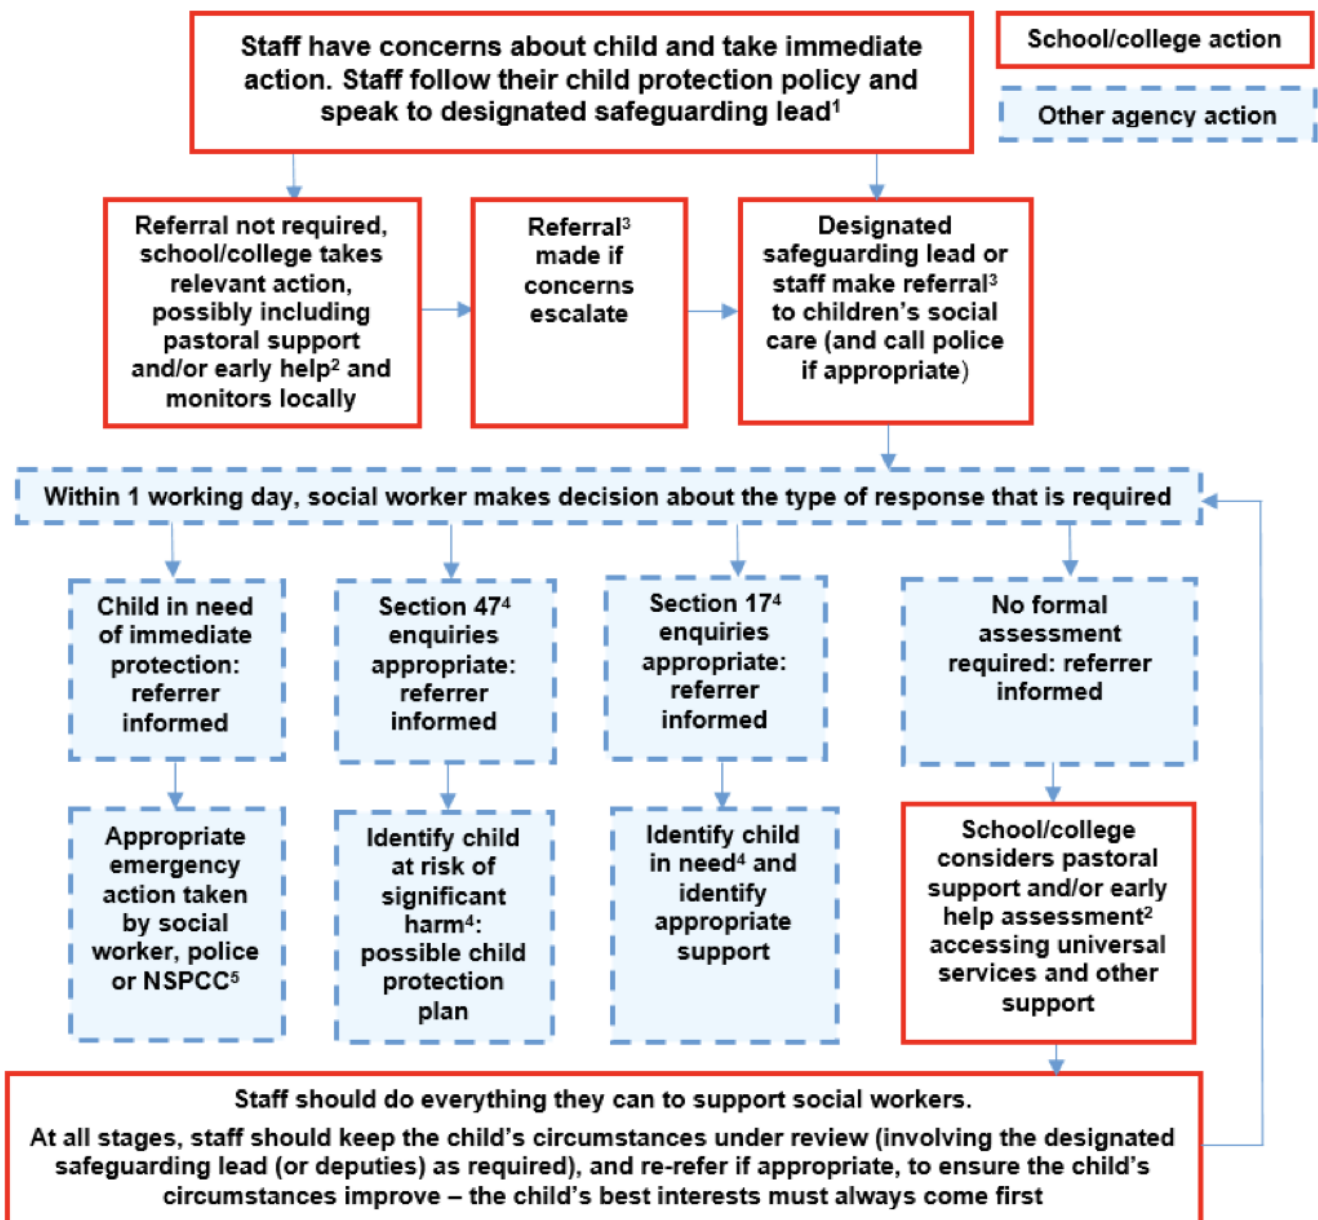 Staff have concerns about child and take immediate
action. Staff follow their child protection policy and
speak to designated safeguarding lead¹
School/college action
Other agency action
Referral not required,
school/college takes
relevant action,
possibly including
pastoral support
and/or early help² and
monitors locally
Referral³
made if
concerns
escalate
Designated
safeguarding lead or
staff make referral³
to children’s social
care (and call police
if appropriate)
Within 1 working day, social worker makes decision about the type of response that is required
Child in need
of immediate
protection:
referrer
informed
Section 47⁴
enquiries
appropriate:
referrer
informed
Section 17⁴
enquiries
appropriate:
referrer
informed
No formal
assessment
required: referrer
informed
Appropriate
emergency
action taken
by social
worker, police
or NSPCC⁵
Identify child
at risk of
significant
harm⁴:
possible child
protection
plan
Identify child
in need⁴ and
identify
appropriate
support
School/college
considers pastoral
support and/or early
help assessment²
accessing universal
services and other
support
Staff should do everything they can to support social workers.
At all stages, staff should keep the child’s circumstances under review (involving the designated
safeguarding lead (or deputies) as required), and re-refer if appropriate, to ensure the child’s
circumstances improve – the child’s best interests must always come first